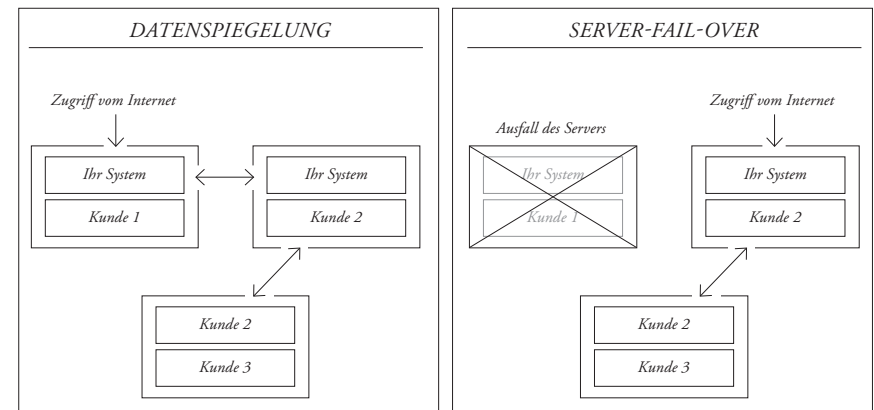 DATENSPIEGELUNG
Zugriff vom Internet
Ihr System
Kunde 1
Ihr System
Kunde 2
Kunde 2
Kunde 3
SERVER-FAIL-OVER
Ausfall des Servers
Zugriff vom Internet
Ihr System
Kunde 1
Ihr System
Kunde 2
Kunde 2
Kunde 3